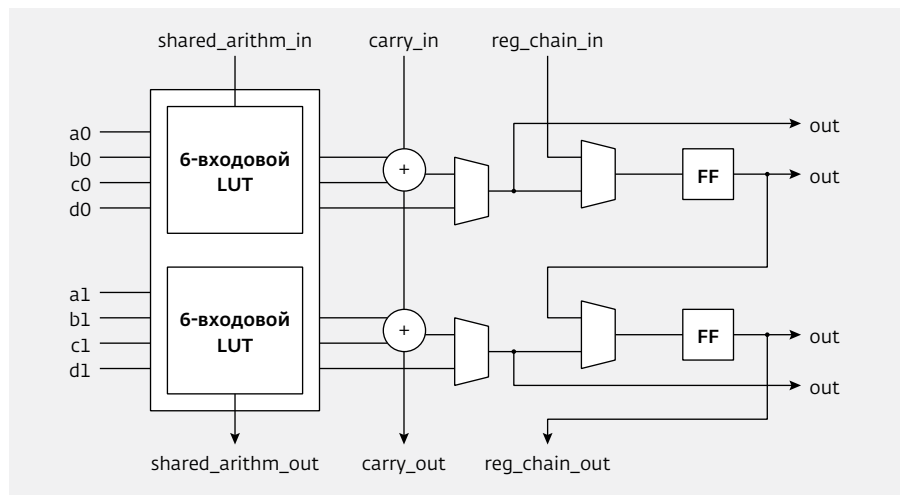 shared_arithm_in
carry_in
reg_chain_in
a0
b0
c0
d0
6-входовой
LUT
+
FF
out
out
a1
b1
c1
d1
6-входовой
LUT
+
FF
out
out
shared_arithm_out
carry_out
reg_chain_out